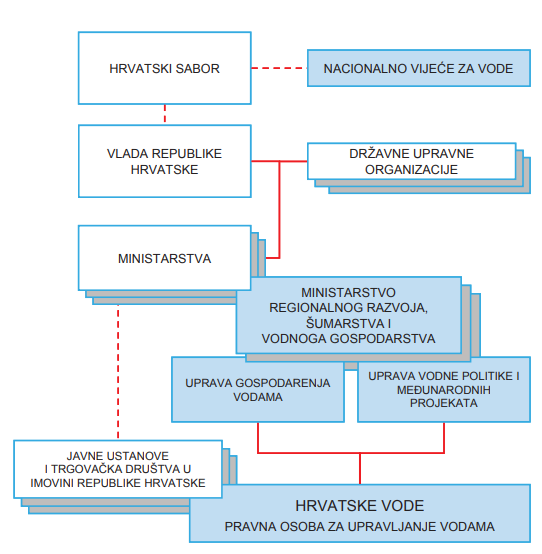 HRVATSKI SABOR
NACIONALNO VIJEĆE ZA VODE
VLADA REPUBLIKE
HRVATSKE
DRŽAVNE UPRAVNE
ORGANIZACIJE
MINISTARSTVA
MINISTARSTVO
REGIONALNOG RAZVOJA,
ŠUMARSTVA I
VODNOGA GOSPODARSTVA
UPRAVA GOSPODARENJA
VODAMA
UPRAVA VODNE POLITIKE I
MEĐUNARODNIH
PROJEKATA
JAVNE USTANOVE
I TRGOVAČKA DRUŠTVA U
IMOVINI REPUBLIKE HRVATSKE
HRVATSKE VODE
PRAVNA OSOBA ZA UPRAVLJANJE VODAMA